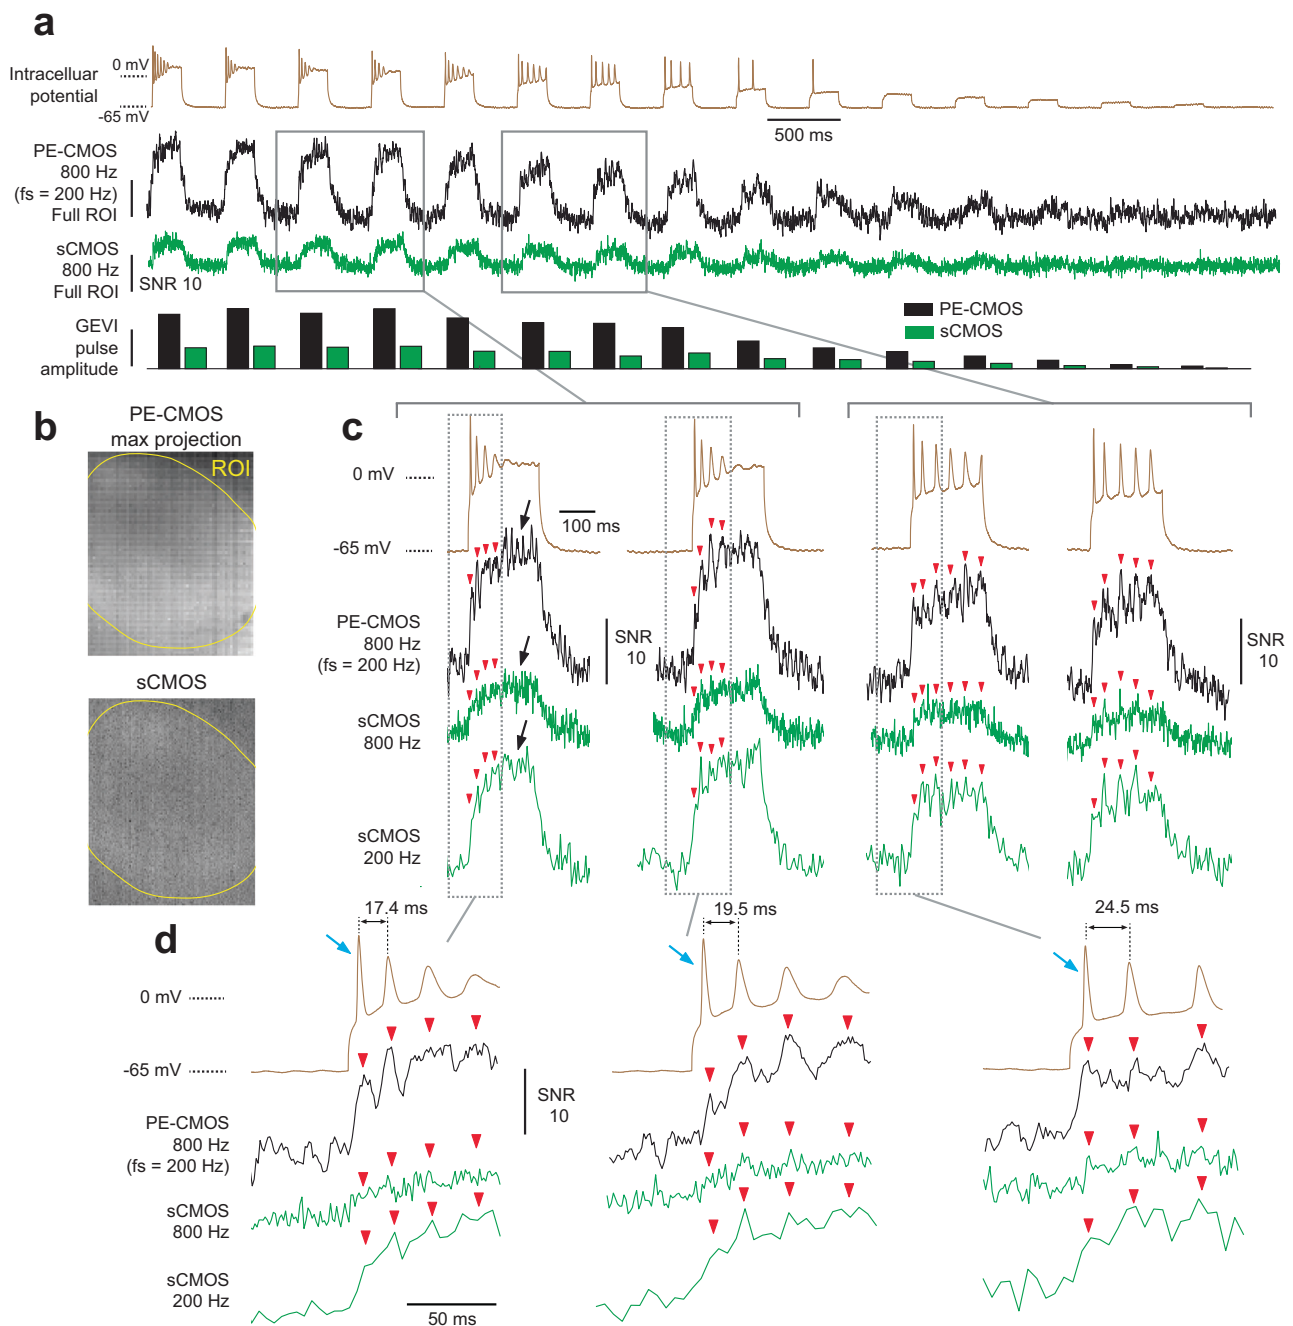 a
0 mV
Intracelluar
potential
-65 mV
500 ms
PE-CMOS
800 Hz
(fs = 200 Hz)
Full ROI
sCMOS
800 Hz
SNR 10
Full ROI
PE-CMOS
sCMOS
GEVI
pulse
amplitude
b
PE-CMOS
max projection
ROI
sCMOS
c
0 mV
100 ms
-65 mV
PE-CMOS
800 Hz
(fs = 200 Hz)
SNR
10
SNR
10
sCMOS
800 Hz
sCMOS
200 Hz
d
17.4 ms
19.5 ms
24.5 ms
0 mV
-65 mV
SNR
10
PE-CMOS
800 Hz
(fs = 200 Hz)
sCMOS
800 Hz
sCMOS
200 Hz
50 ms